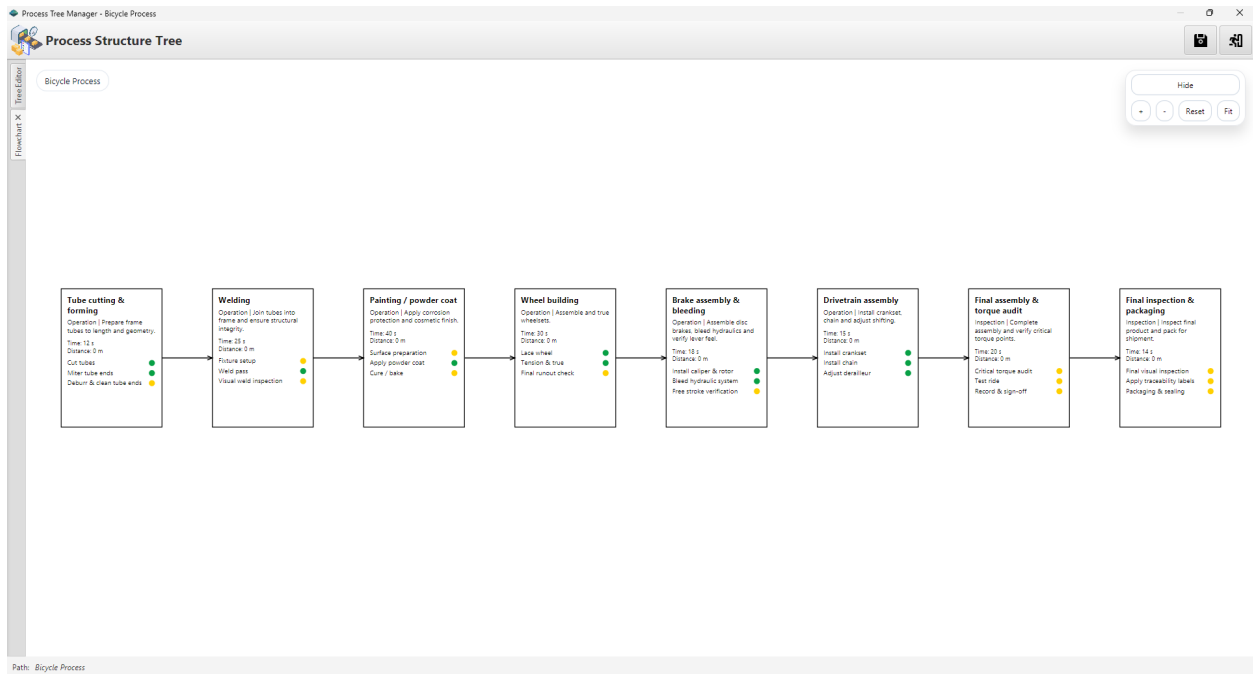 Process Tree Manager - Bicycle Process
Process Structure Tree
Tree Editor
Flowchart
Bicycle Process
Hide
+
-
Reset
Fit
Tube cutting &
forming
Operation | Prepare frame
tubes to length and geometry.
Time: 12 s
Distance: 0 m
Cut tubes
Miter tube ends
Deburr & clean tube ends
Welding
Operation | Join tubes into
frame and ensure structural
integrity.
Time: 25 s
Distance: 0 m
Fixture setup
Weld pass
Visual weld inspection
Painting / powder coat
Operation | Apply corrosion
protection and cosmetic finish.
Time: 40 s
Distance: 0 m
Surface preparation
Apply powder coat
Cure / bake
Wheel building
Operation | Assemble and true
wheelsets.
Time: 30 s
Distance: 0 m
Lace wheel
Tension & true
Final runout check
Brake assembly &
bleeding
Operation | Assemble disc
brakes, bleed hydraulics and
verify lever feel.
Time: 18 s
Distance: 0 m
Install caliper & rotor
Bleed hydraulic system
Free stroke verification
Drivetrain assembly
Operation | Install crankset,
chain and adjust shifting.
Time: 15 s
Distance: 0 m
Install crankset
Install chain
Adjust derailleur
Final assembly &
torque audit
Inspection | Complete
assembly and verify critical
torque points.
Time: 20 s
Distance: 0 m
Critical torque audit
Test ride
Record & sign-off
Final inspection &
packaging
Inspection | Inspect final
product and pack for
shipment.
Time: 14 s
Distance: 0 m
Final visual inspection
Apply traceability labels
Packaging & sealing
Path: Bicycle Process